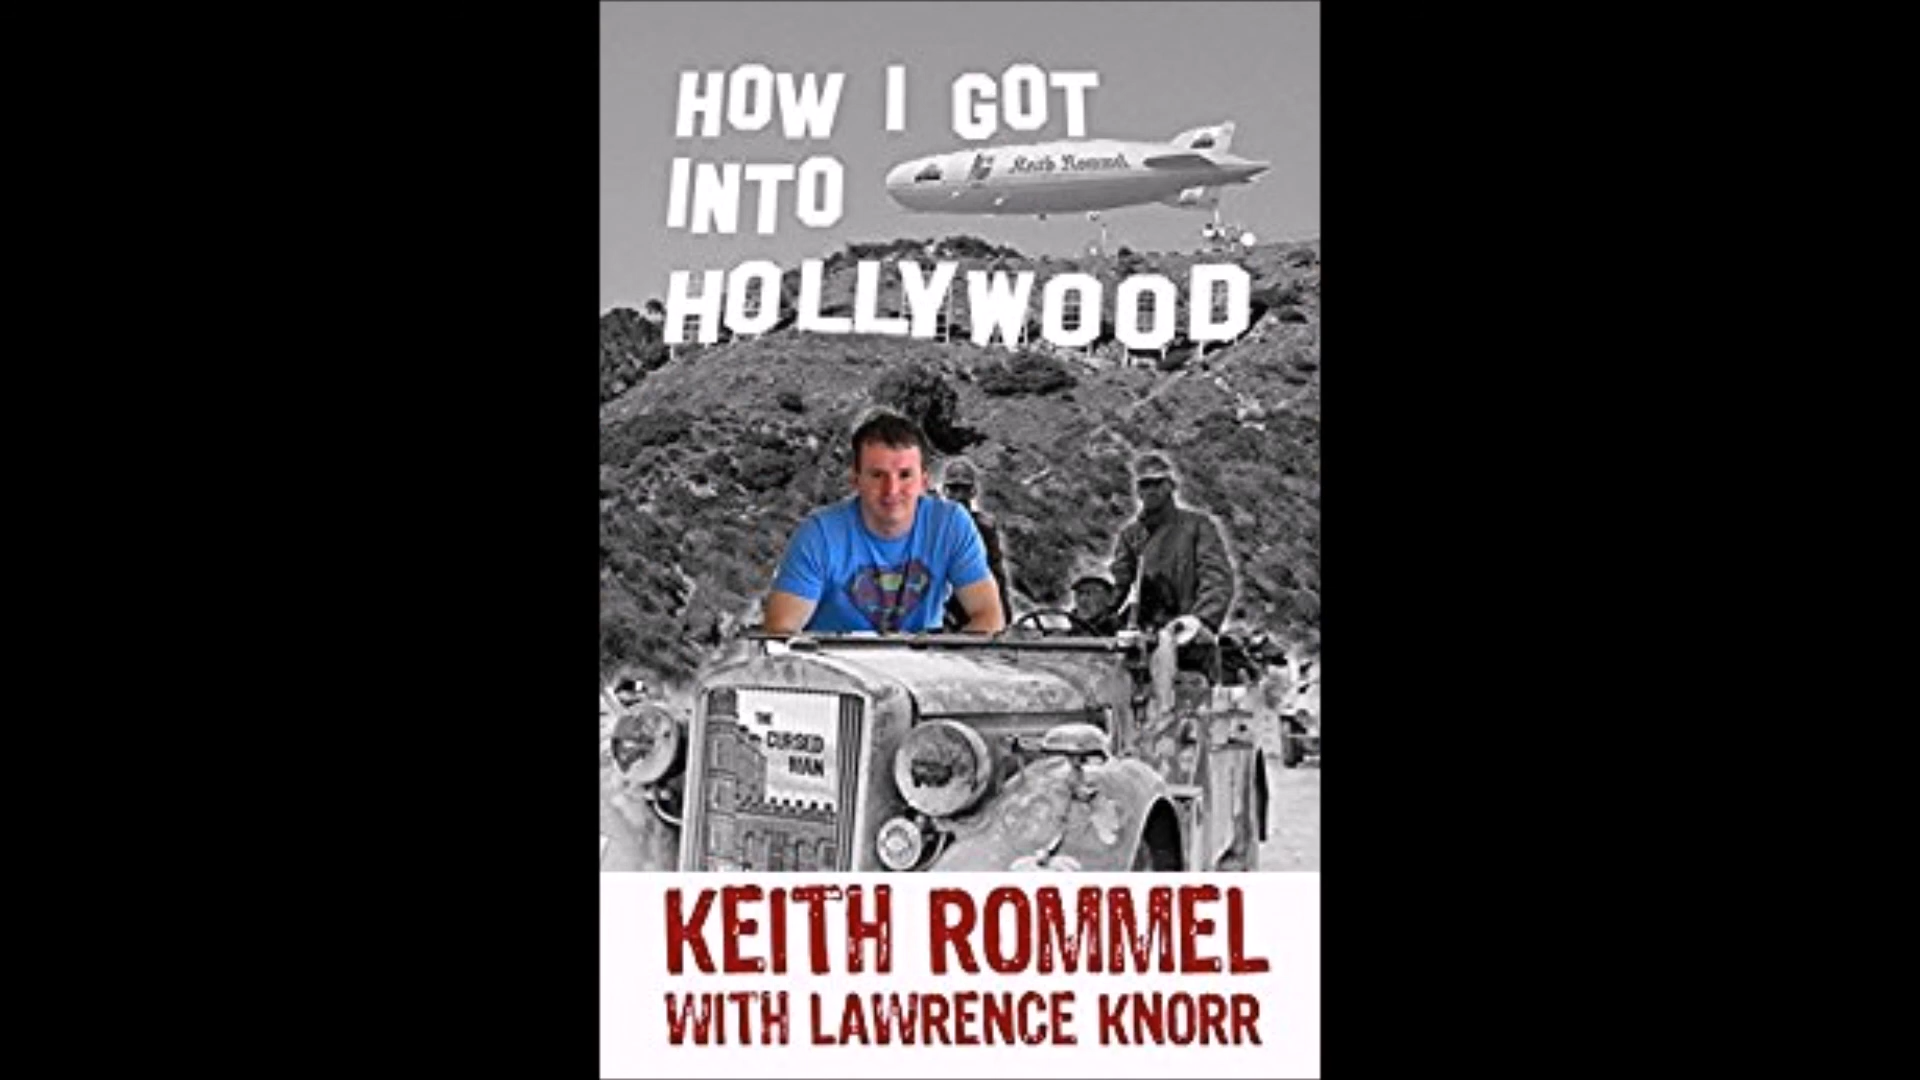 HOW I GOT
Keith Rommel
INTO
HOLLYWOOD
THE
CURSED
MAN
KEITH ROMMEL
WITH LAWRENCE KNORR